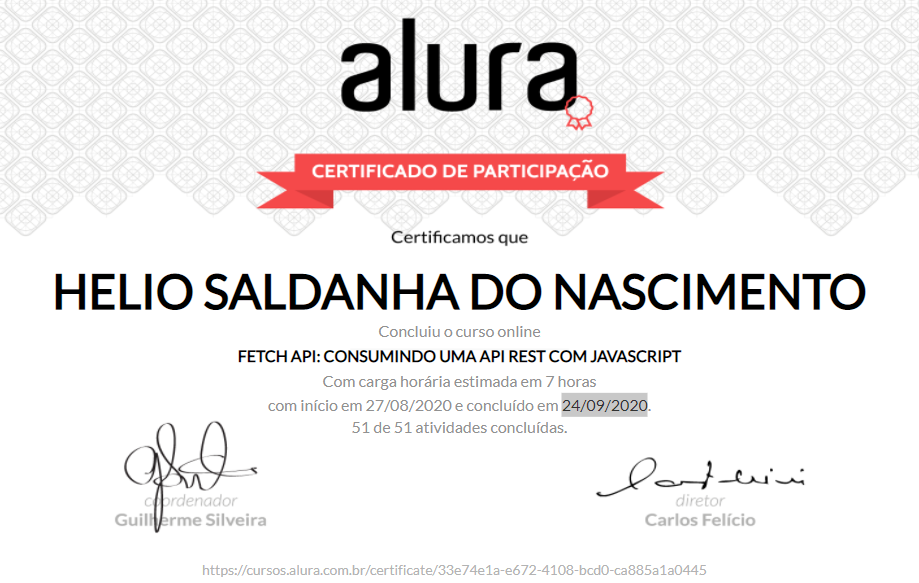 alura
CERTIFICADO DE PARTICIPAÇÃO
Certificamos que
HELIO SALDANHA DO NASCIMENTO
Concluiu o curso online
FETCH API: CONSUMINDO UMA API REST COM JAVASCRIPT
Com carga horária estimada em 7 horas
com início em 27/08/2020 e concluído em 24/09/2020.
51 de 51 atividades concluídas.
coordenador
Guilherme Silveira
diretor
Carlos Felício
https://cursos.alura.com.br/certificate/33e74e1a-e672-4108-bcd0-ca885a1a0445